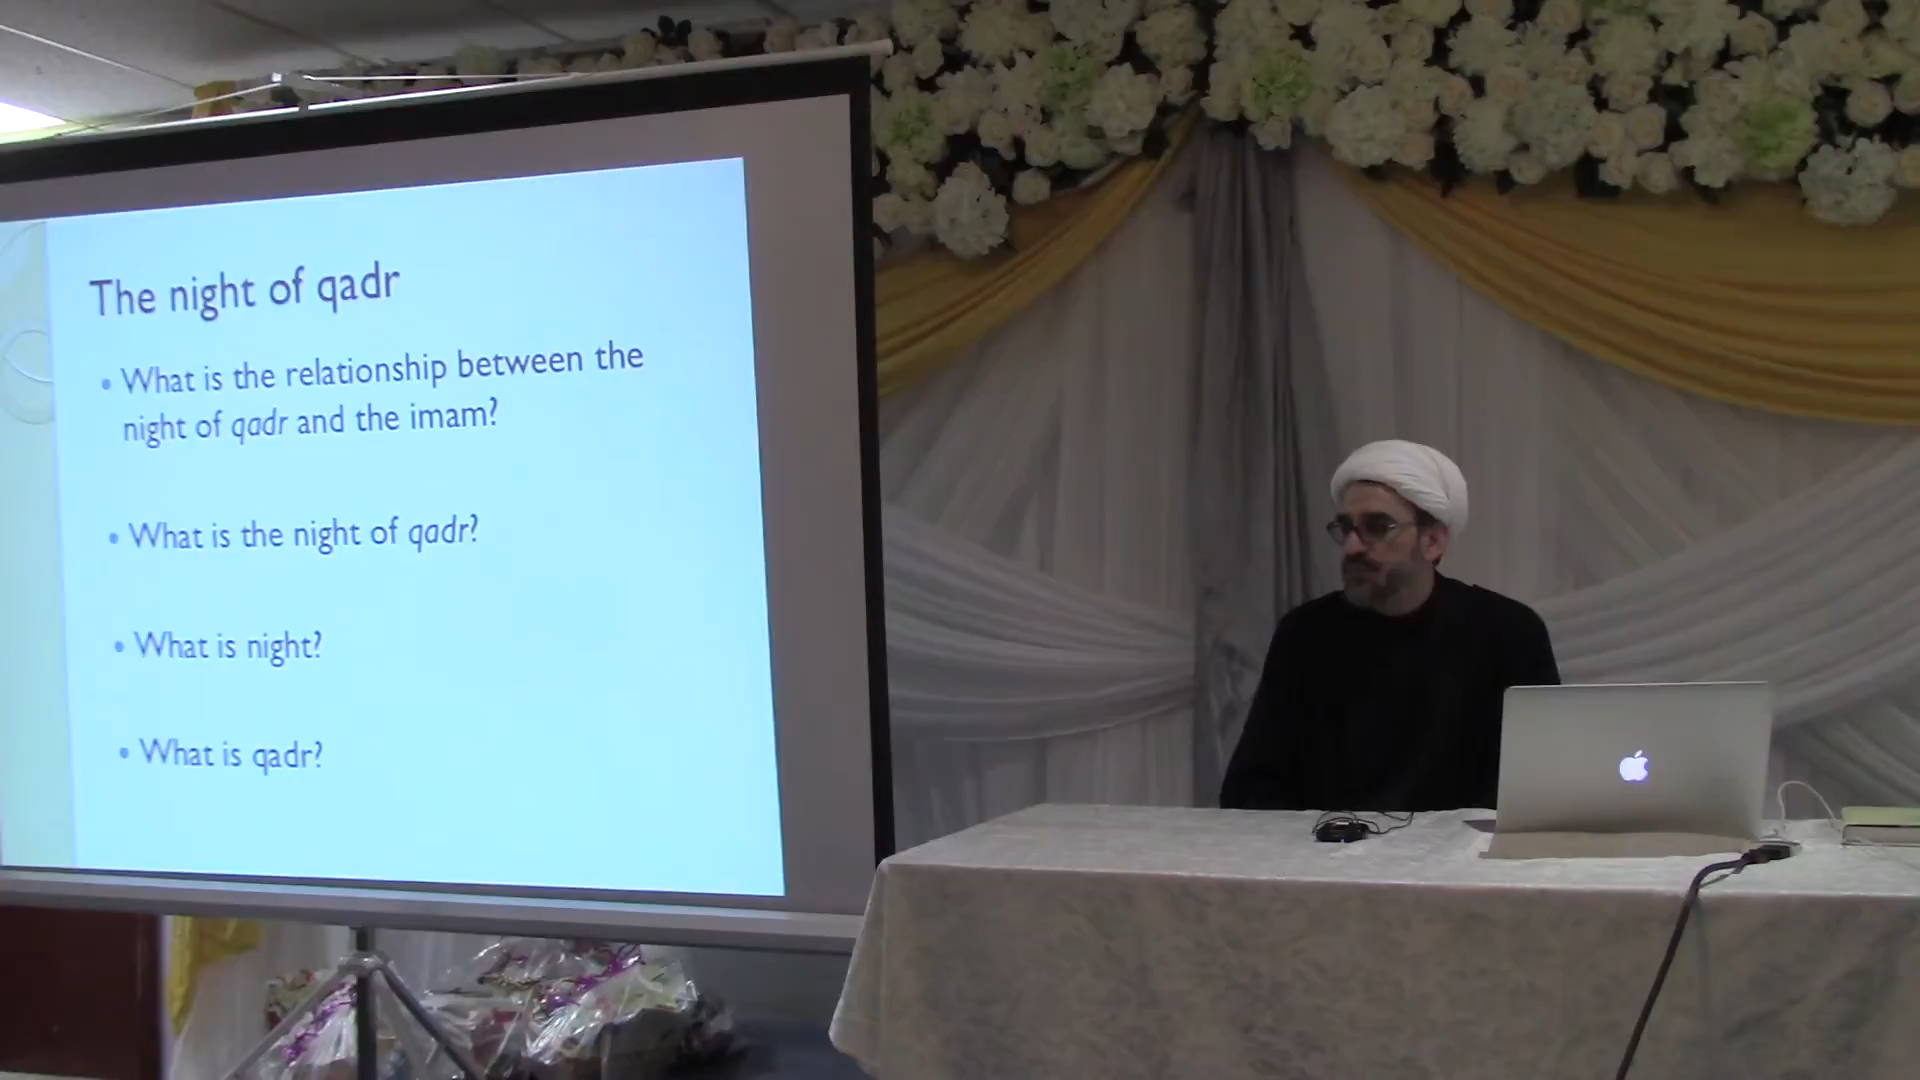 The night of qadr
• What is the relationship between the
night of qadr and the imam?
• What is the night of qadr?
• What is night?
• What is qadr?